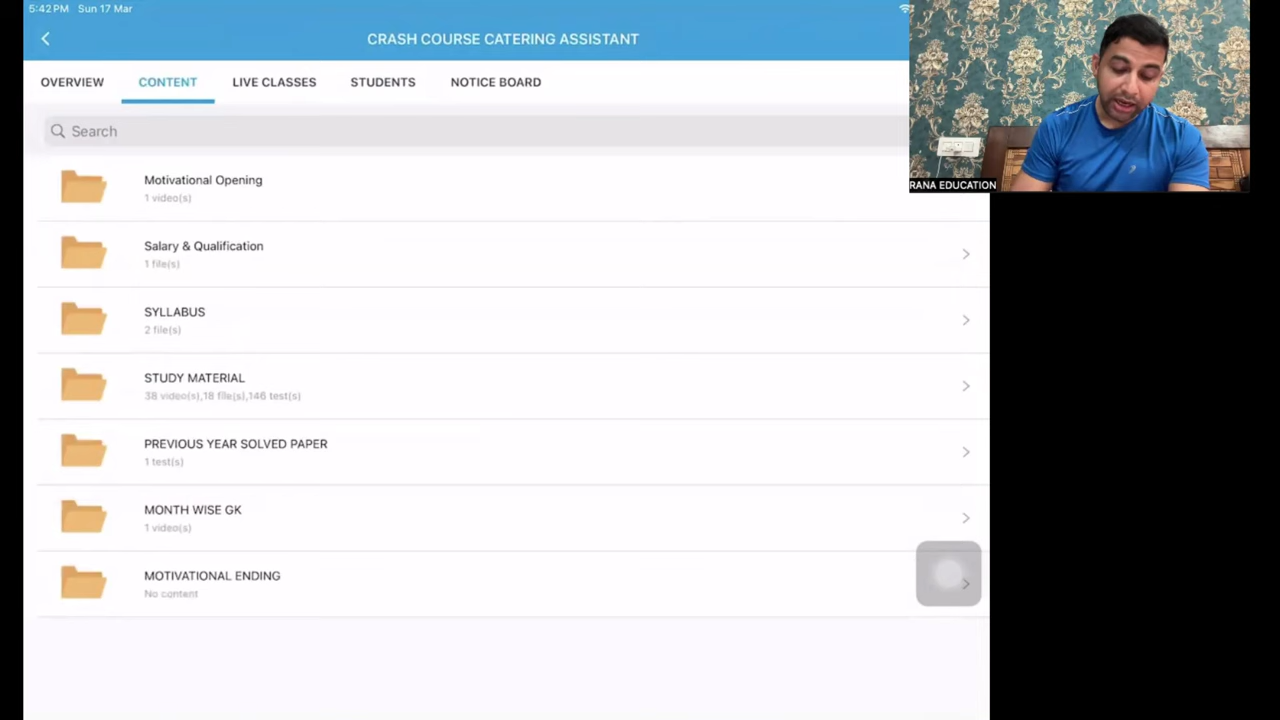 5:42 PM Sun 17 Mar
CRASH COURSE CATERING ASSISTANT
OVERVIEW CONTENT LIVE CLASSES STUDENTS NOTICE BOARD
Search
RANA EDUCATION
Motivational Opening
1 video(s)
Salary & Qualification
1 file(s)
SYLLABUS
2 file(s)
STUDY MATERIAL
38 video(s),18 file(s),146 test(s)
PREVIOUS YEAR SOLVED PAPER
1 test(s)
MONTH WISE GK
1 video(s)
MOTIVATIONAL ENDING
No content